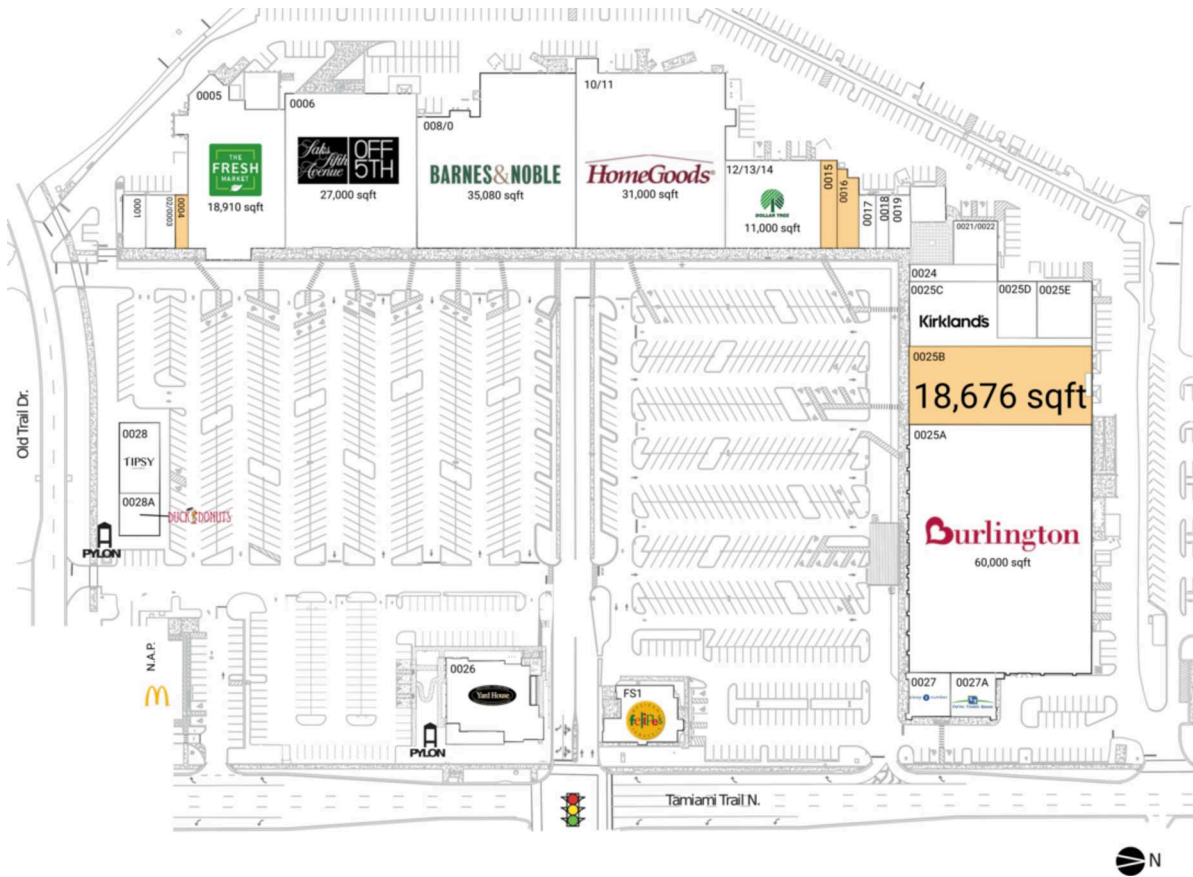 0005
THE
FRESH
MARKET
18,910 sqft
0006
Saks
Fifth
Avenue
OFF
5TH
27,000 sqft
008/0
BARNES&NOBLE
35,080 sqft
10/11
HomeGoods
31,000 sqft
12/13/14
DOLLAR TREE
11,000 sqft
0001
02/0003
0004
0015
0016
0017
0018
0019
0021/0022
0024
0025C
0025D
0025E
Kirkland's
0025B
18,676 sqft
0025A
Burlington
60,000 sqft
Old Trail Dr.
0028
TIPSY
0028A
DUCK DONUTS
PYLON
N.A.P.
0026
Yard House
PYLON
FS1
Felipe's
0027
0027A
Tamiami Trail N.
N